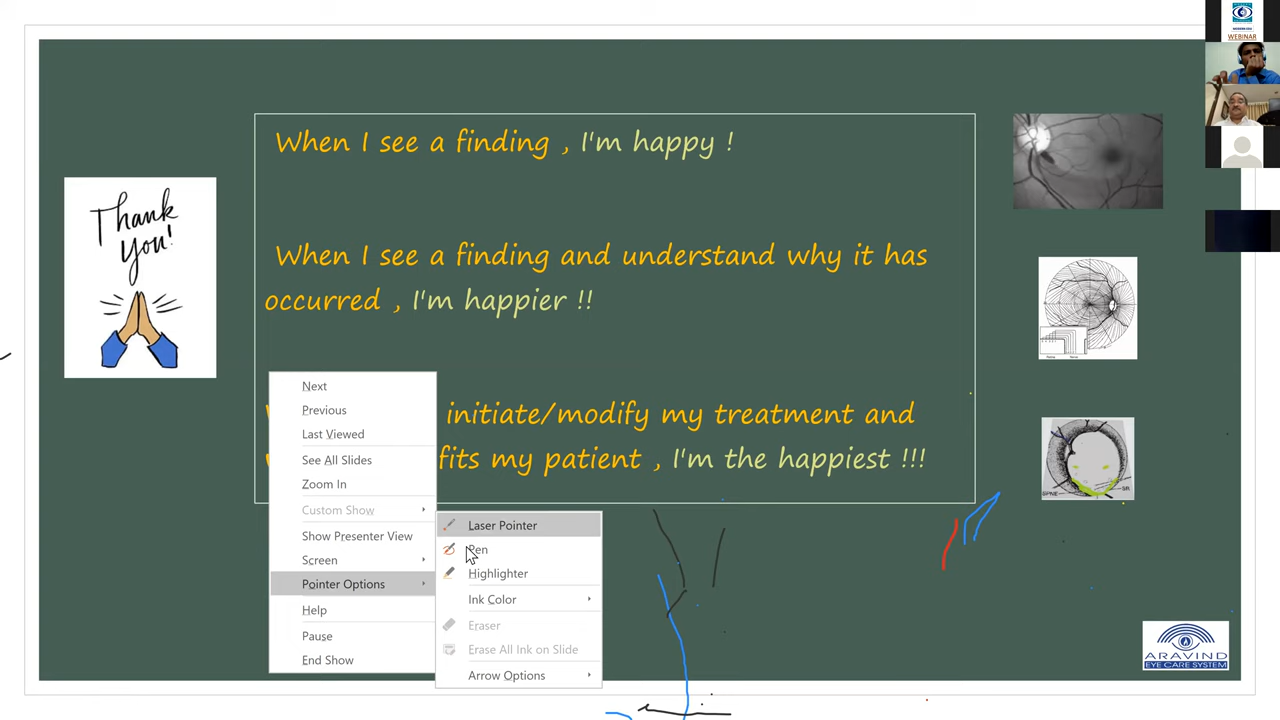 WEBINAR
When I see a finding , I'm happy !
Thank
You!
When I see a finding and understand why it has
occurred , I'm happier !!
initiate/modify my treatment and
fits my patient , I'm the happiest !!!
Next
Previous
Last Viewed
See All Slides
Zoom In
Custom Show
Show Presenter View
Screen
Pointer Options
Help
Pause
End Show
Laser Pointer
Pen
Highlighter
Ink Color
Eraser
Erase All Ink on Slide
Arrow Options
SR
ARAVIND
EYE CARE SYSTEM